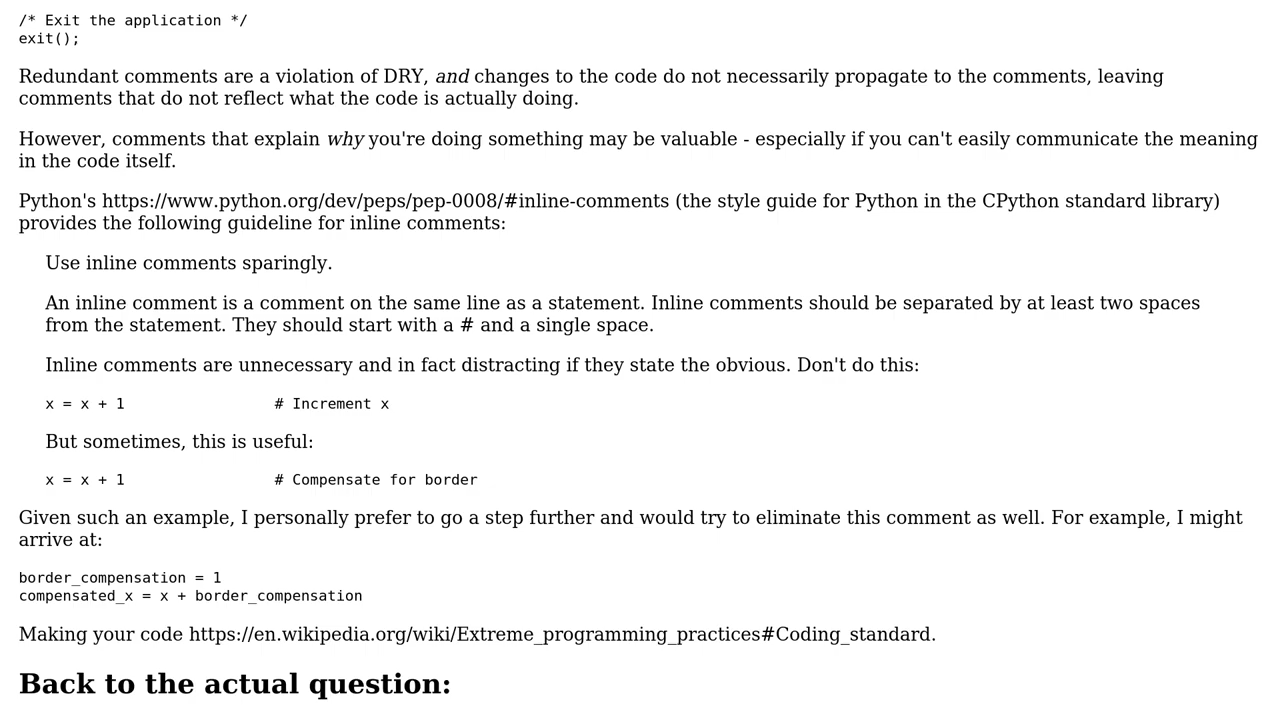 /* Exit the application */
exit();
Redundant comments are a violation of DRY, and changes to the code do not necessarily propagate to the comments, leaving
comments that do not reflect what the code is actually doing.
However, comments that explain why you're doing something may be valuable - especially if you can't easily communicate the meaning
in the code itself.
Python's https://www.python.org/dev/peps/pep-0008/#inline-comments (the style guide for Python in the CPython standard library)
provides the following guideline for inline comments:
Use inline comments sparingly.
An inline comment is a comment on the same line as a statement. Inline comments should be separated by at least two spaces
from the statement. They should start with a # and a single space.
Inline comments are unnecessary and in fact distracting if they state the obvious. Don't do this:
x = x + 1                 # Increment x
But sometimes, this is useful:
x = x + 1                 # Compensate for border
Given such an example, I personally prefer to go a step further and would try to eliminate this comment as well. For example, I might
arrive at:
border_compensation = 1
compensated_x = x + border_compensation
Making your code https://en.wikipedia.org/wiki/Extreme_programming_practices#Coding_standard.
Back to the actual question: